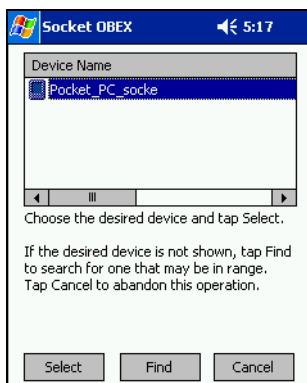 Socket OBEX 5:17
Device Name
Pocket_PC_socke
Choose the desired device and tap Select.
If the desired device is not shown, tap Find
to search for one that may be in range.
Tap Cancel to abandon this operation.
Select Find Cancel